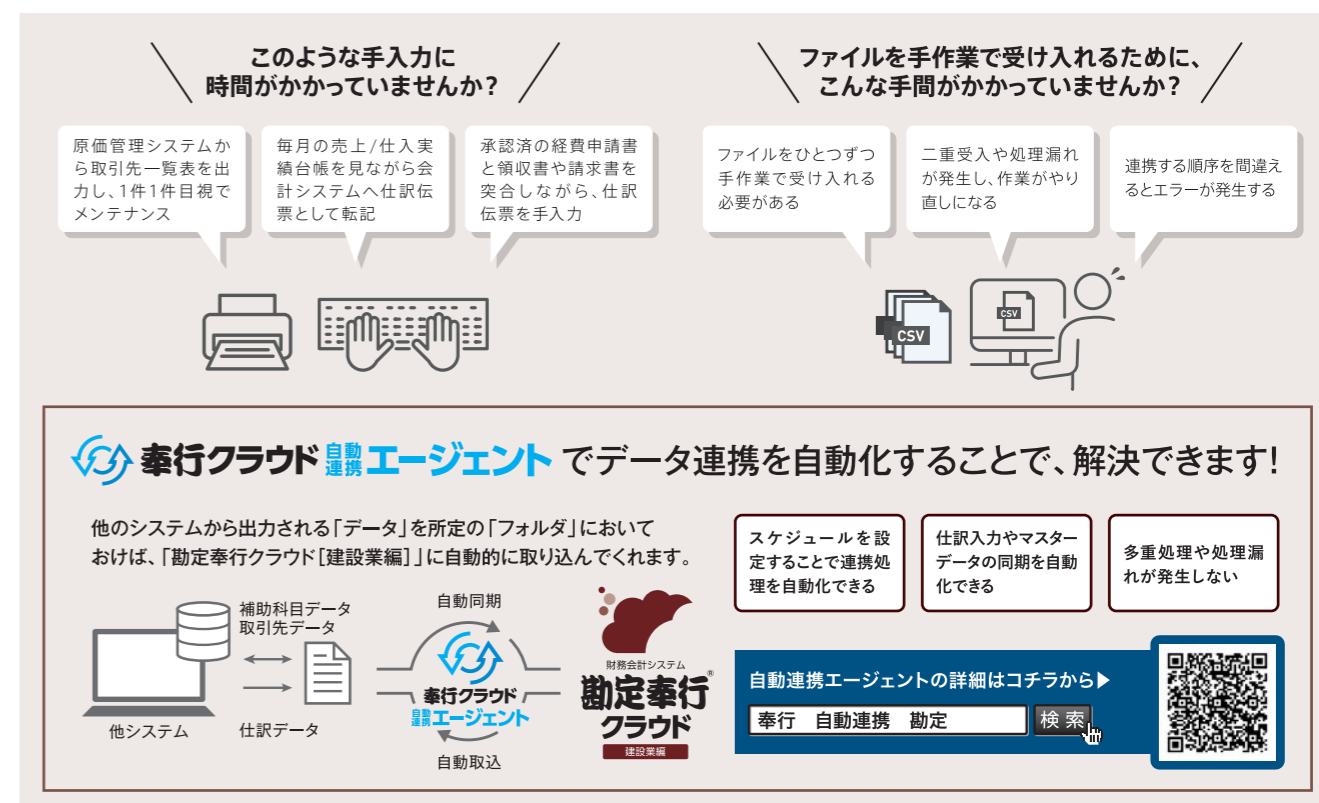 このような手入力に
時間がかかっていませんか?
ファイルを手作業で受け入れるために、
こんな手間がかかっていませんか?
原価管理システムか
ら取引先一覧表を出
力し、1件1件目視で
メンテナンス
毎月の売上/仕入実
績台帳を見ながら会
計システムへ仕訳伝
票として転記
承認済の経費申請書
と領収書や請求書を
突合しながら、仕訳
伝票を手入力
ファイルをひとつずつ
手作業で受け入れる
必要がある
二重受入や処理漏れ
が発生し、作業がやり
直しになる
連携する順序を間違え
るとエラーが発生する
CSV
CSV
奉行クラウド 自動連携 エージェント でデータ連携を自動化することで、解決できます!
他のシステムから出力される「データ」を所定の「フォルダ」において
おけば、「勘定奉行クラウド[建設業編]」に自動的に取り込んでくれます。
スケジュールを設
定することで連携処
理を自動化できる
仕訳入力やマスター
データの同期を自動
化できる
多重処理や処理漏
れが発生しない
補助科目データ
取引先データ
他システム
仕訳データ
自動同期
奉行クラウド
自動連携エージェント
自動取込
財務会計システム
勘定奉行®
クラウド
建設業編
自動連携エージェントの詳細はコチラから▶
奉行 自動連携 勘定
検索